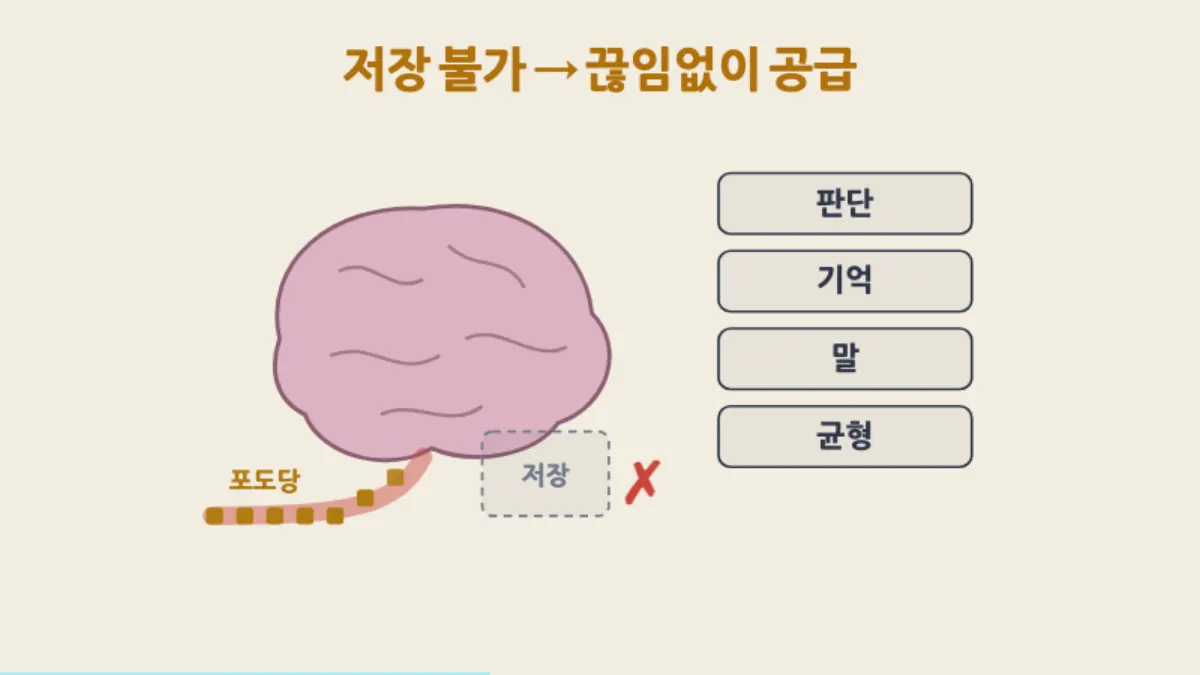 저장 불가 → 끊임없이 공급
판단
기억
말
균형
포도당
저장 ✗